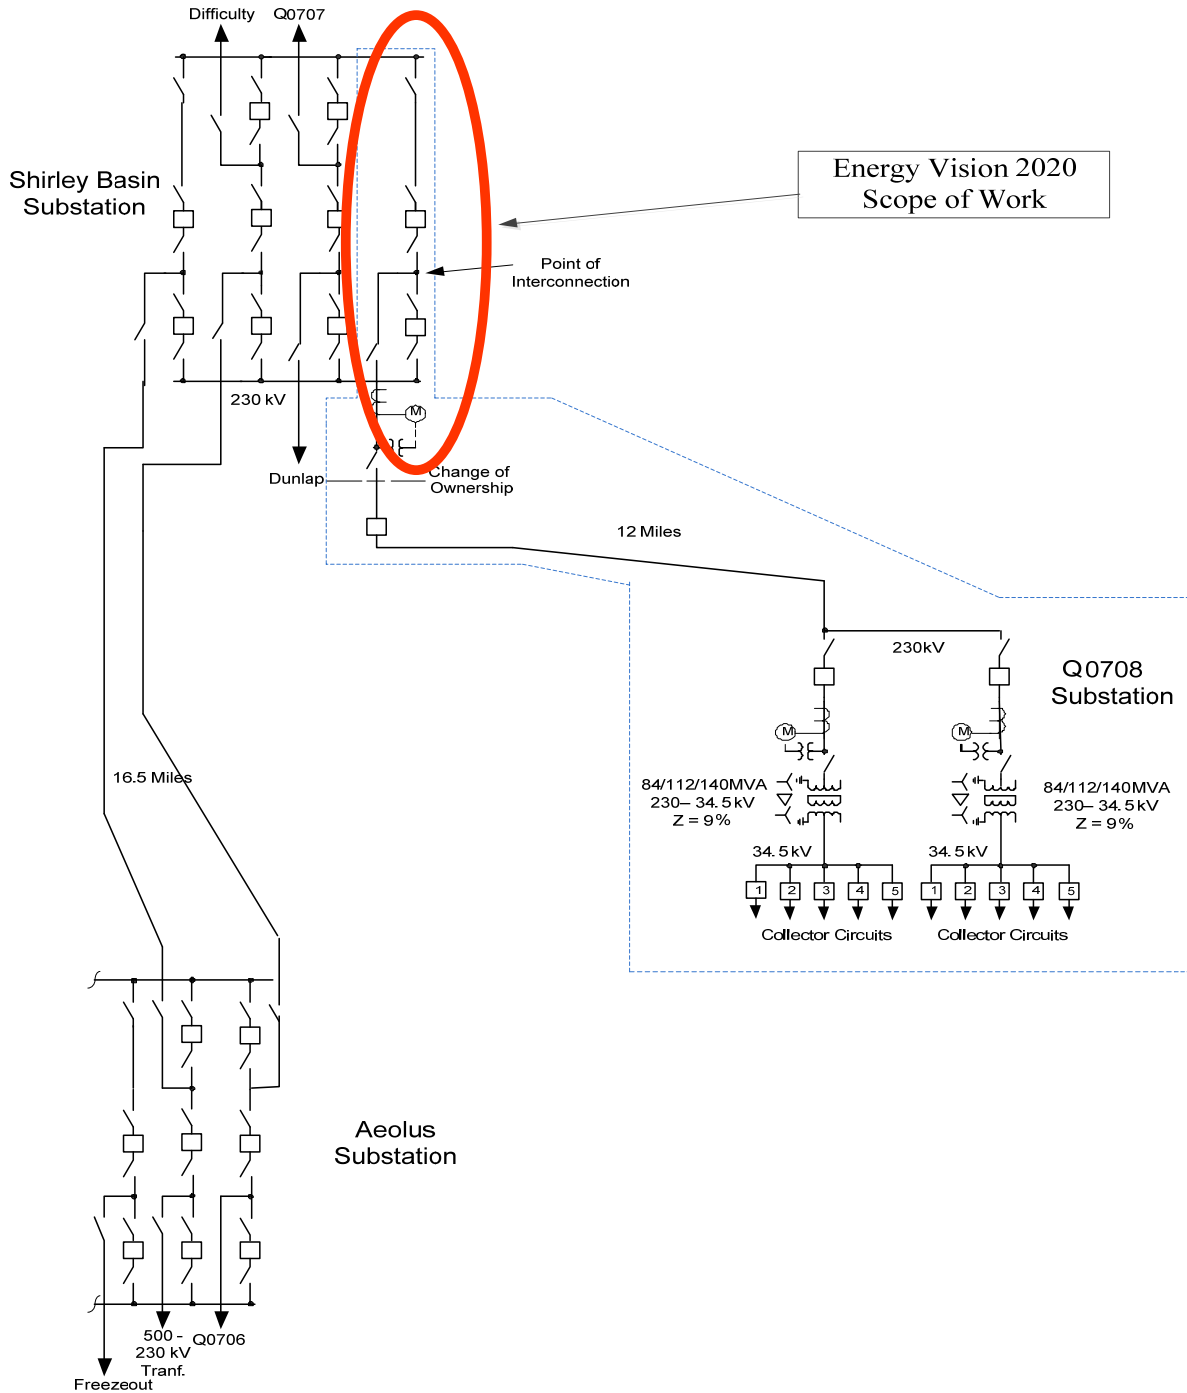 Difficulty
Q0707
Energy Vision 2020
Scope of Work
Shirley Basin
Substation
Point of
Interconnection
230 kV
M
Dunlap
Change of
Ownership
12 Miles
230kV
Q0708
Substation
M
M
16.5 Miles
84/112/140MVA
230– 34.5kV
Z = 9%
84/112/140MVA
230– 34.5kV
Z = 9%
34.5kV
34.5kV
1 2 3 4 5
1 2 3 4 5
Collector Circuits
Collector Circuits
Aeolus
Substation
500 -
230 kV
Tranf.
Q0706
Freezeout